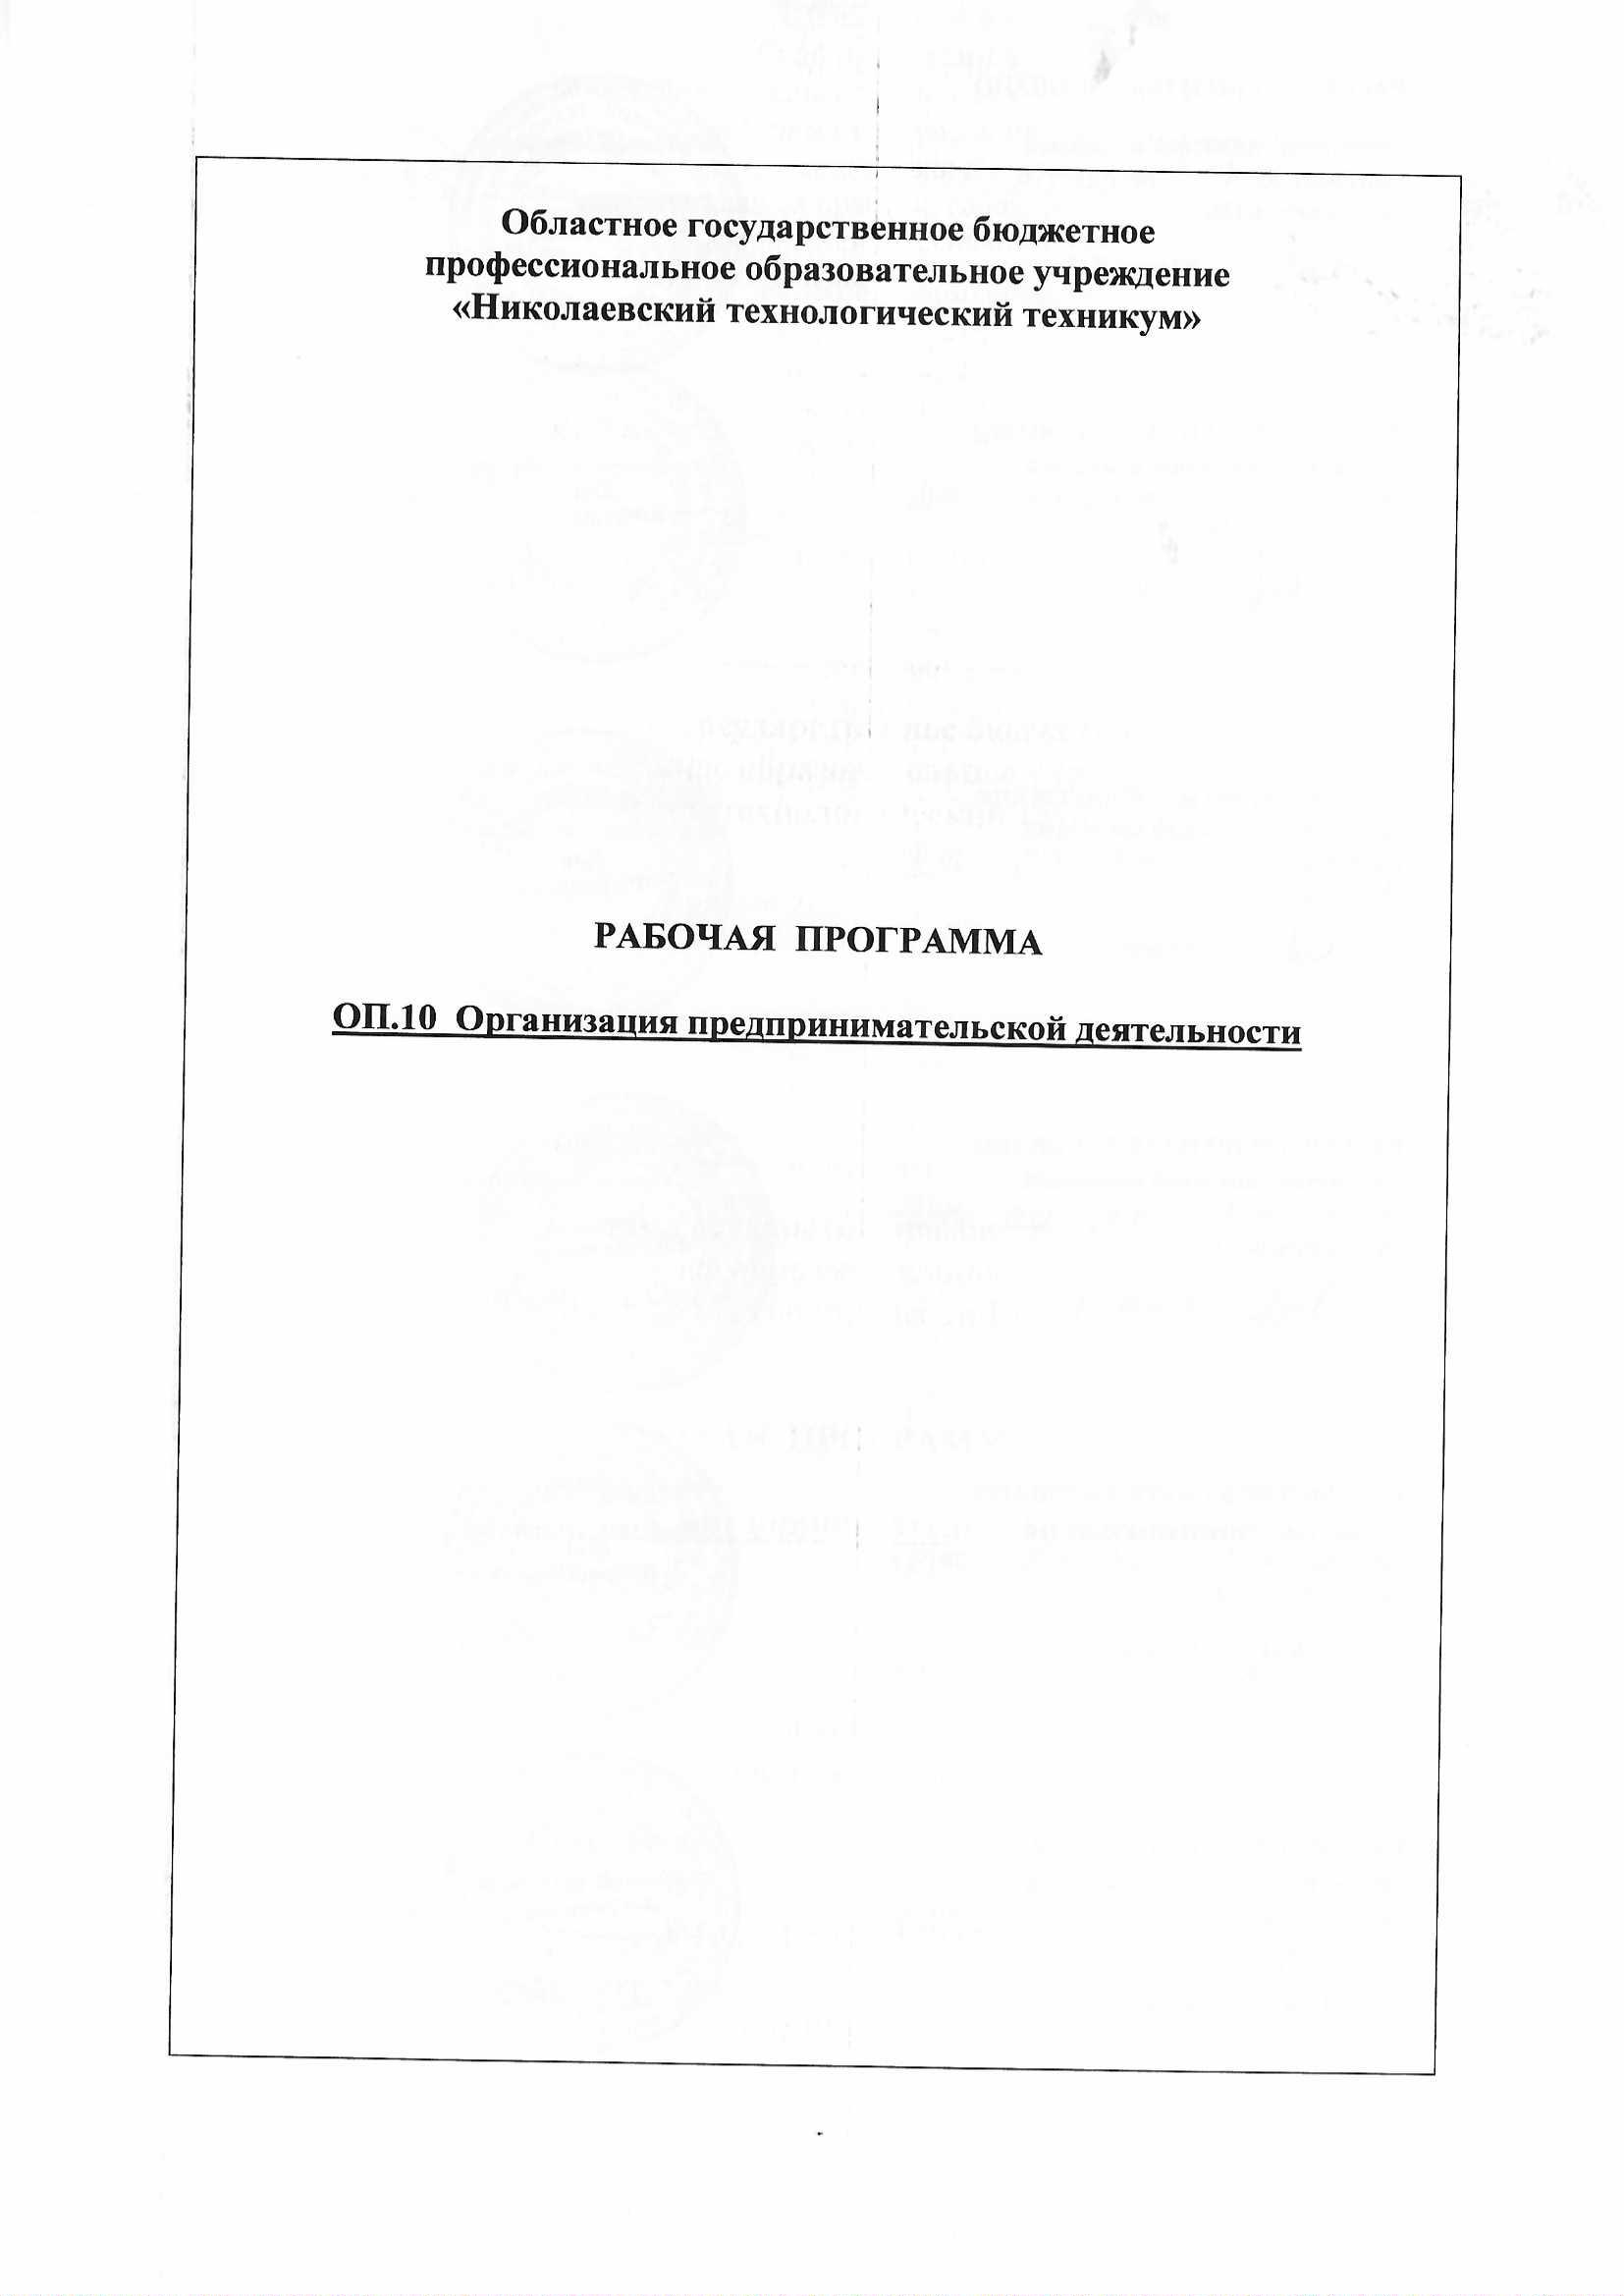 Областное государственное бюджетное
профессиональное образовательное учреждение
«Николаевский технологический техникум»
РАБОЧАЯ ПРОГРАММА
ОП.10 Организация предпринимательской деятельности